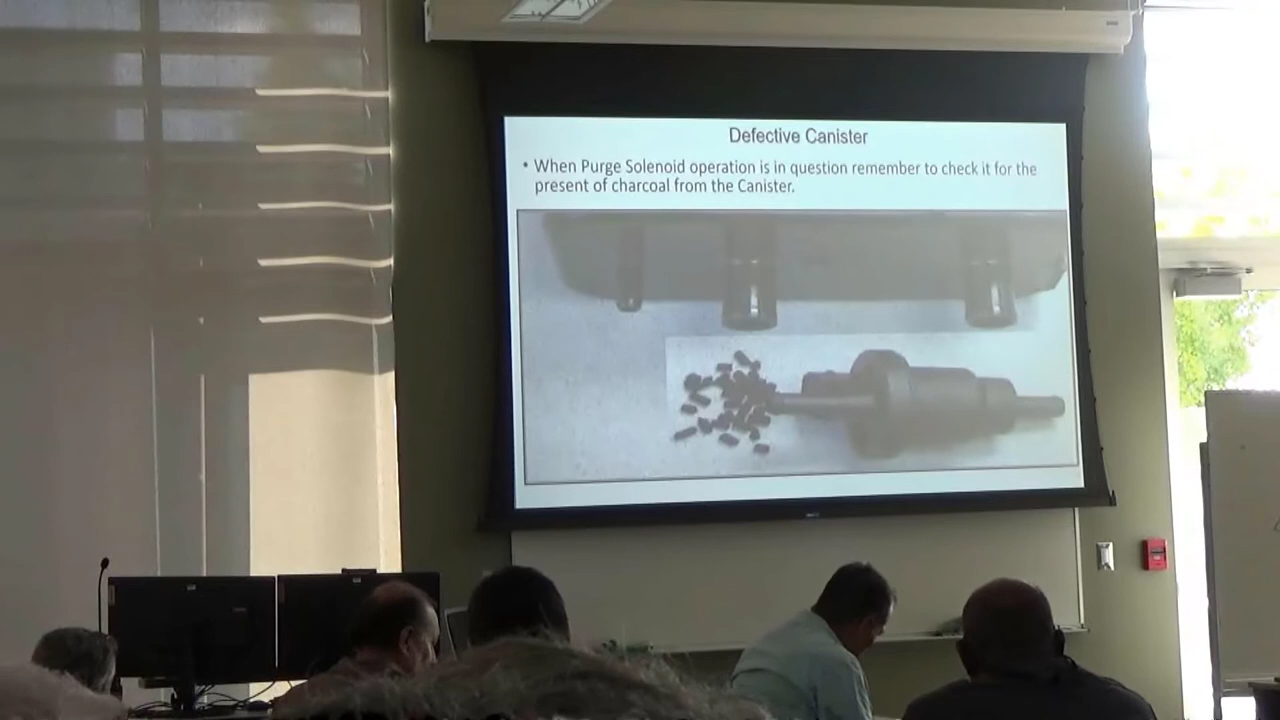 Defective Canister
• When Purge Solenoid operation is in question remember to check it for the
present of charcoal from the Canister.